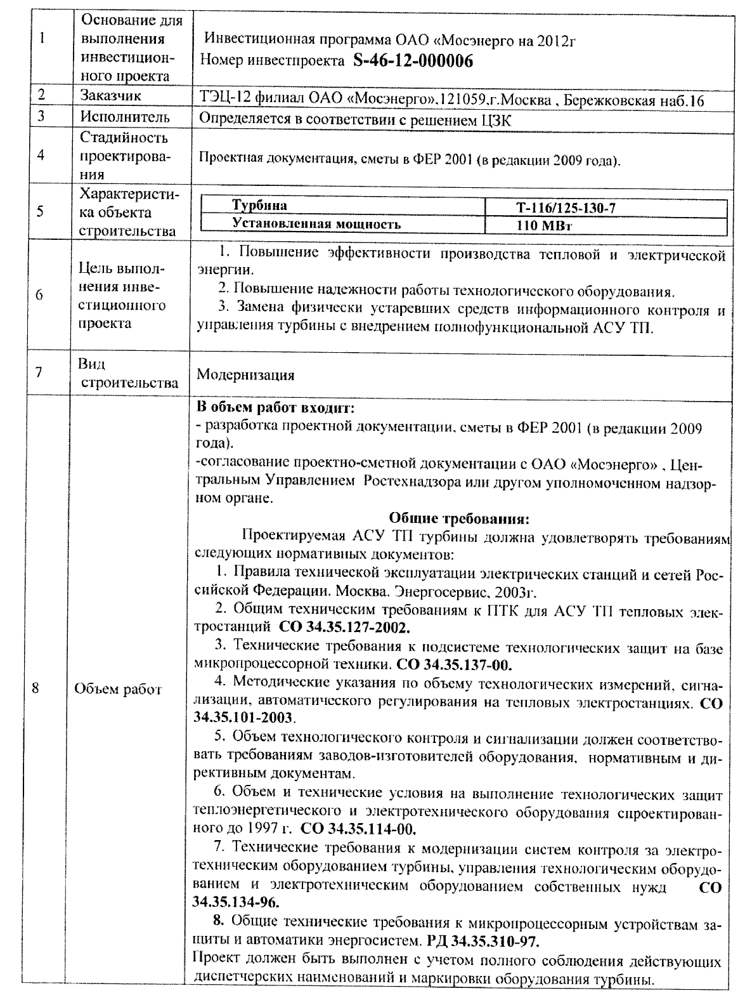 1
Основание для
выполнения
инвестицион-
ного проекта
Инвестиционная программа ОАО «Мосэнерго на 2012г
Номер инвестпроекта S-46-12-000006
2
Заказчик
ТЭЦ-12 филиал ОАО «Мосэнерго»,121059,г.Москва , Бережковская наб.16
3
Исполнитель
Определяется в соответствии с решением ЦЗК
4
Стадийность
проектирова-
ния
Проектная документация, сметы в ФЕР 2001 (в редакции 2009 года).
5
Характеристи-
ка объекта
строительства
Турбина Т-116/125-130-7
Установленная мощность 110 МВт
6
Цель выпол-
нения инве-
стиционного
проекта
1. Повышение эффективности производства тепловой и электрической
энергии.
2. Повышение надежности работы технологического оборудования.
3. Замена физически устаревших средств информационного контроля и
управления турбины с внедрением полнофункциональной АСУ ТП.
7
Вид
строительства
Модернизация
8
Объем работ
В объем работ входит:
- разработка проектной документации, сметы в ФЕР 2001 (в редакции 2009
года).
-согласование проектно-сметной документации с ОАО «Мосэнерго» , Цен-
тральным Управлением Ростехнадзора или другом уполномоченном надзор-
ном органе.
Общие требования:
Проектируемая АСУ ТП турбины должна удовлетворять требованиям
следующих нормативных документов:
1. Правила технической эксплуатации электрических станций и сетей Рос-
сийской Федерации. Москва. Энергосервис, 2003г.
2. Общим техническим требованиям к ПТК для АСУ ТП тепловых элек-
тростанций СО 34.35.127-2002.
3. Технические требования к подсистеме технологических защит на базе
микропроцессорной техники. СО 34.35.137-00.
4. Методические указания по объему технологических измерений, сигна-
лизации, автоматического регулирования на тепловых электростанциях. СО
34.35.101-2003.
5. Объем технологического контроля и сигнализации должен соответство-
вать требованиям заводов-изготовителей оборудования, нормативным и ди-
рективным документам.
6. Объем и технические условия на выполнение технологических защит
теплоэнергетического и электротехнического оборудования спроектирован-
ного до 1997 г. СО 34.35.114-00.
7. Технические требования к модернизации систем контроля за электро-
техническим оборудованием турбины, управления технологическим оборудо-
ванием и электротехническим оборудованием собственных нужд СО
34.35.134-96.
8. Общие технические требования к микропроцессорным устройствам за-
щиты и автоматики энергосистем. РД 34.35.310-97.
Проект должен быть выполнен с учетом полного соблюдения действующих
диспетчерских наименований и маркировки оборудования турбины.